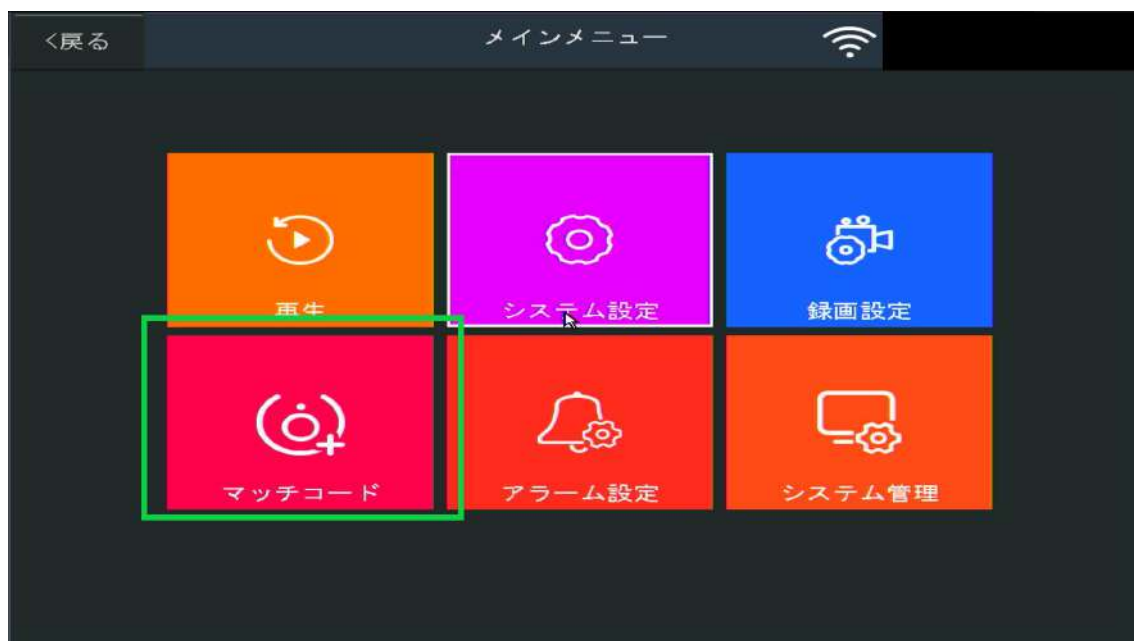 <戻る
メインメニュー
再生
システム設定
録画設定
マッチコード
アラーム設定
システム管理